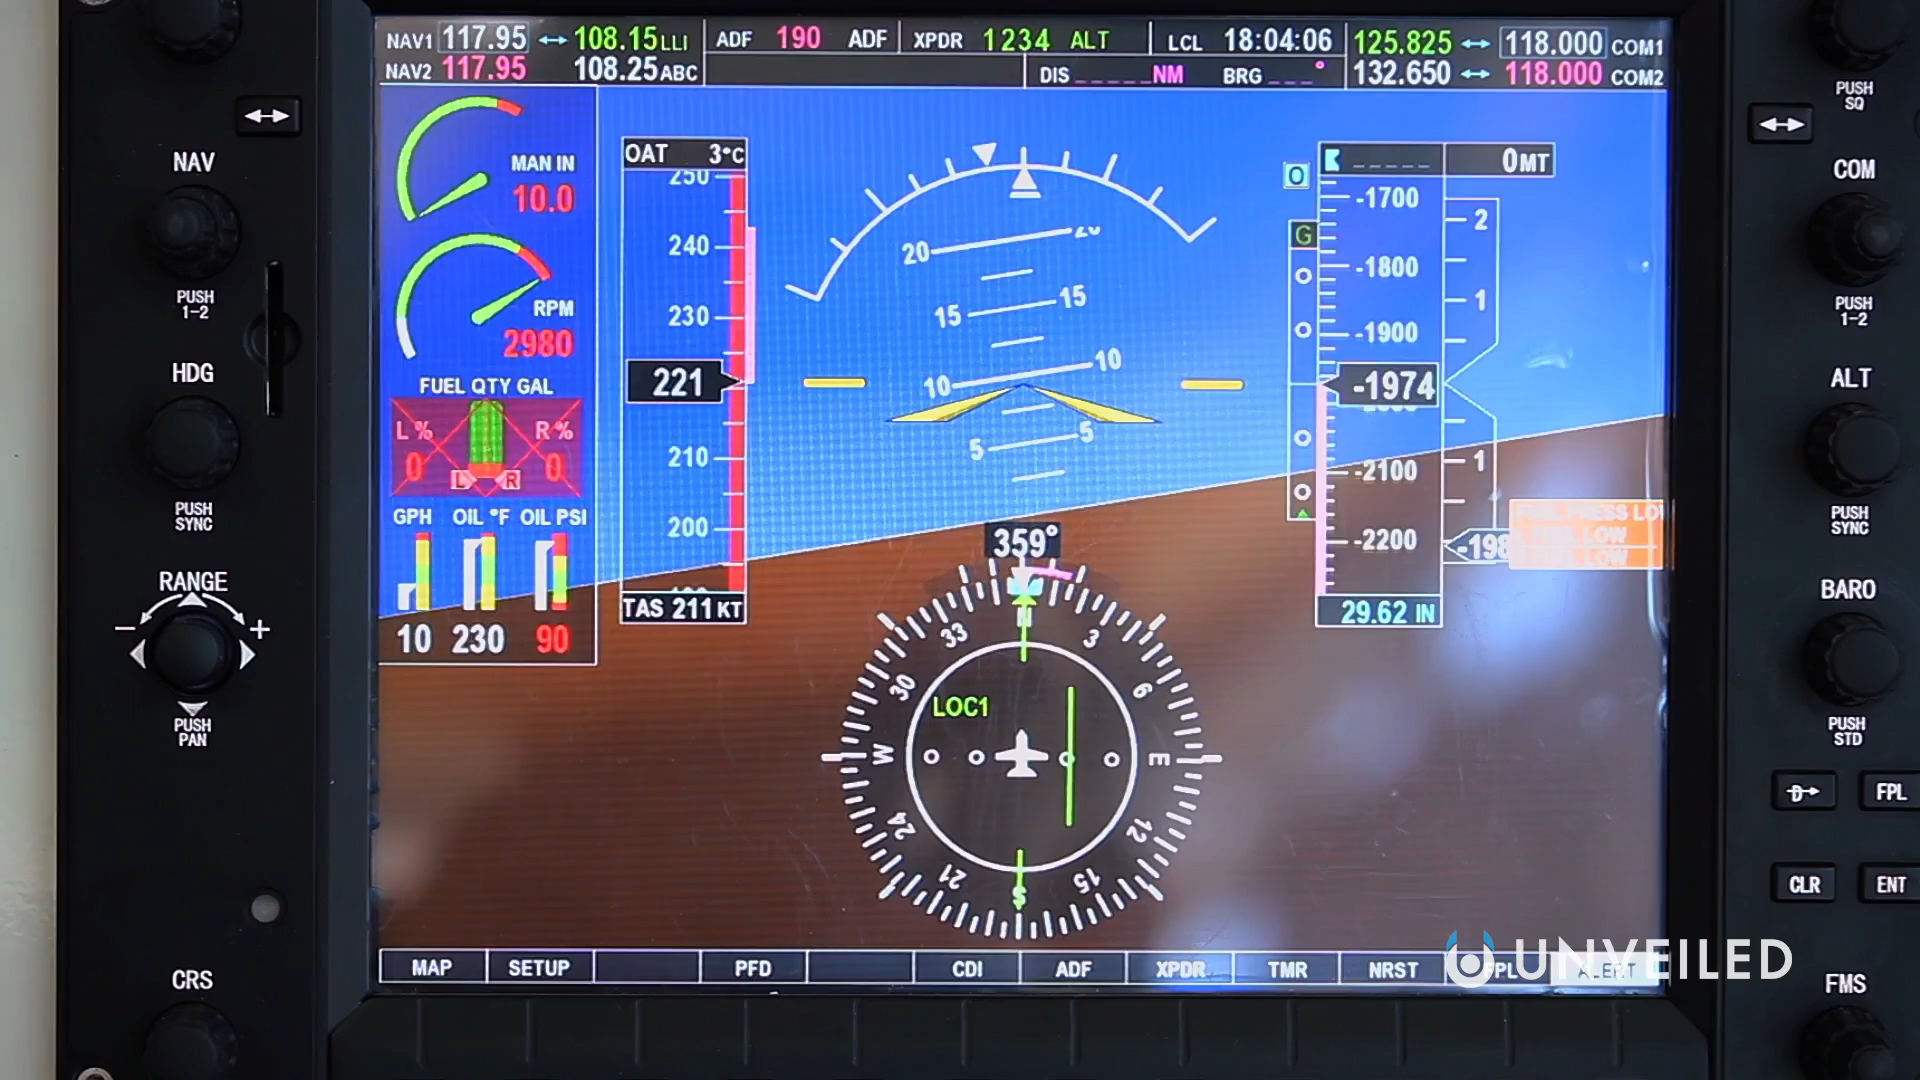 NAV1 117.95 ↔ 108.15 LLI ADF 190 ADF XPDR 1234 ALT LCL 18:04:06 125.825 ↔ 118.000 COM1
NAV2 117.95 108.25 ABC DIS _ _ _ _ _ NM BRG _ _ _ ° 132.650 ↔ 118.000 COM2
PUSH
SQ
NAV
PUSH
1-2
HDG
PUSH
SYNC
RANGE
− +
PUSH
PAN
CRS
MAN IN
10.0
RPM
2980
FUEL QTY GAL
L % R %
0 0
L R
GPH OIL °F OIL PSI
10 230 90
OAT 3°C
250
240
230
221
210
200
TAS 211KT
20
15 15
10 10
5 5
O
G
_ _ _ _ _ 0MT
-1700
-1800
-1900
-1974
-2100
-2200
2
1
1
-198
29.62 IN
LOW
LOW
359°
N
33 3
30 6
LOC1
W E
24 12
21 15
S
COM
PUSH
1-2
ALT
PUSH
SYNC
BARO
PUSH
STD
D FPL
CLR ENT
FMS
MAP SETUP PFD CDI ADF XPDR TMR NRST FPL ALERT
UNVEILED